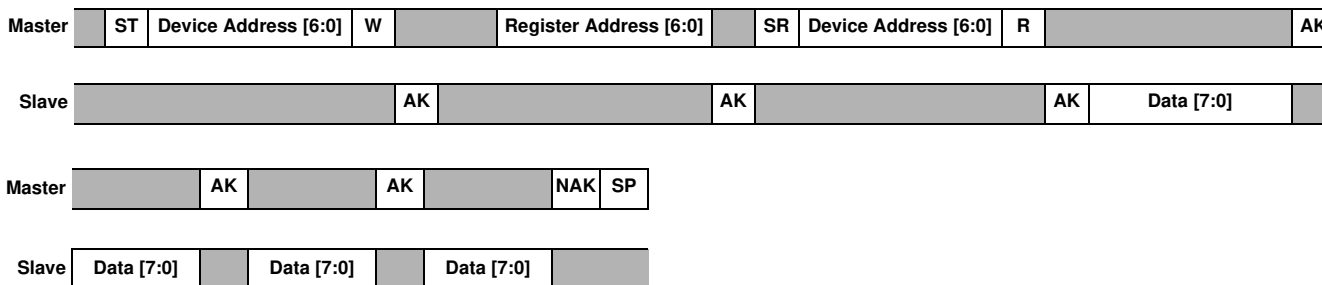 Master ST Device Address [6:0] W Register Address [6:0] SR Device Address [6:0] R AK
Slave AK AK AK Data [7:0]
Master AK AK NAK SP
Slave Data [7:0] Data [7:0] Data [7:0]